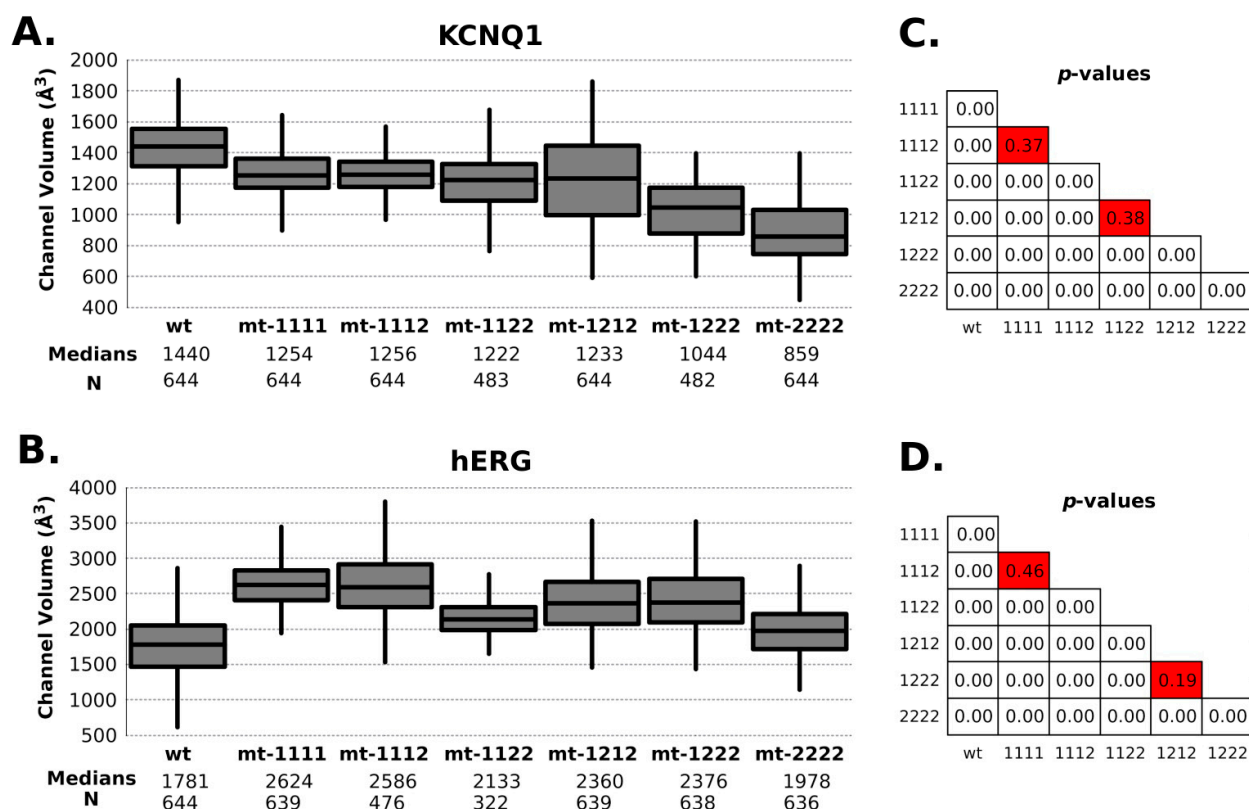 A.
KCNQ1
Channel Volume (Å³)
2000
1800
1600
1400
1200
1000
800
600
400
wt mt-1111 mt-1112 mt-1122 mt-1212 mt-1222 mt-2222
Medians 1440 1254 1256 1222 1233 1044 859
N 644 644 644 483 644 482 644
C.
p-values
1111 0.00
1112 0.00 0.37
1122 0.00 0.00 0.00
1212 0.00 0.00 0.00 0.38
1222 0.00 0.00 0.00 0.00 0.00
2222 0.00 0.00 0.00 0.00 0.00 0.00
wt 1111 1112 1122 1212 1222
B.
hERG
Channel Volume (Å³)
4000
3500
3000
2500
2000
1500
1000
500
wt mt-1111 mt-1112 mt-1122 mt-1212 mt-1222 mt-2222
Medians 1781 2624 2586 2133 2360 2376 1978
N 644 639 476 322 639 638 636
D.
p-values
1111 0.00
1112 0.00 0.46
1122 0.00 0.00 0.00
1212 0.00 0.00 0.00 0.00
1222 0.00 0.00 0.00 0.00 0.19
2222 0.00 0.00 0.00 0.00 0.00 0.00
wt 1111 1112 1122 1212 1222